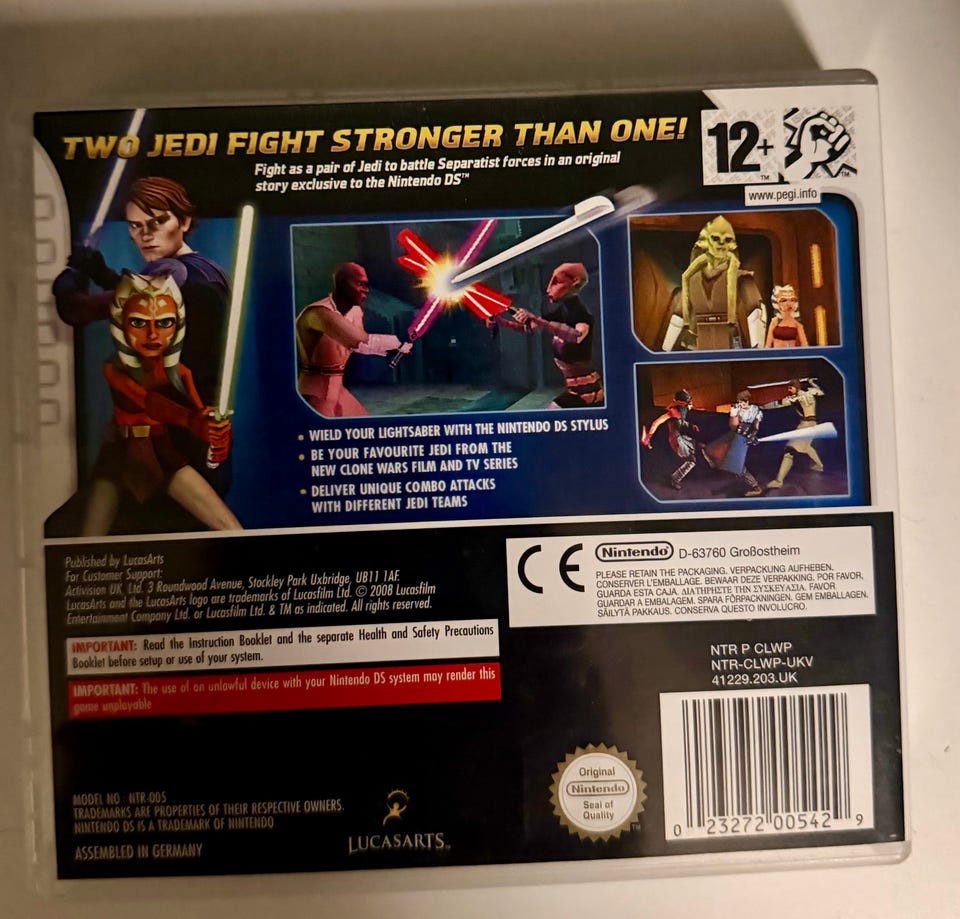 TWO JEDI FIGHT STRONGER THAN ONE!
Fight as a pair of Jedi to battle Separatist forces in an original
story exclusive to the Nintendo DS™
12+
TM
TM
www.pegi.info
• WIELD YOUR LIGHTSABER WITH THE NINTENDO DS STYLUS
• BE YOUR FAVOURITE JEDI FROM THE
NEW CLONE WARS FILM AND TV SERIES
• DELIVER UNIQUE COMBO ATTACKS
WITH DIFFERENT JEDI TEAMS
Published by LucasArts
For Customer Support:
Activision UK, Ltd. 3 Roundwood Avenue, Stockley Park Uxbridge, UB11 1AF.
LucasArts and the LucasArts logo are trademarks of Lucasfilm Ltd. © 2008 Lucasfilm
Entertainment Company Ltd. or Lucasfilm Ltd. & TM as indicated. All rights reserved.
IMPORTANT: Read the Instruction Booklet and the separate Health and Safety Precautions
Booklet before setup or use of your system.
IMPORTANT: The use of an unlawful device with your Nintendo DS system may render this
game unplayable
CE Nintendo® D-63760 Großostheim
PLEASE RETAIN THE PACKAGING. VERPACKUNG AUFHEBEN.
CONSERVER L'EMBALLAGE. BEWAAR DEZE VERPAKKING. POR FAVOR,
GUARDA ESTA CAJA. ΔΙΑΤΗΡΗΣΤΕ ΤΗΝ ΣΥΣΚΕΥΑΣΙΑ. FAVOR
GUARDAR A EMBALAGEM. SPARA FÖRPACKNINGEN. GEM EMBALLAGEN.
SÄILYTÄ PAKKAUS. CONSERVA QUESTO INVOLUCRO.
NTR P CLWP
NTR-CLWP-UKV
41229.203.UK
MODEL NO : NTR-005
TRADEMARKS ARE PROPERTIES OF THEIR RESPECTIVE OWNERS.
NINTENDO DS IS A TRADEMARK OF NINTENDO
ASSEMBLED IN GERMANY
LUCASARTS™
Original
Nintendo®
Seal of
Quality
TM
0 23272 00542 9